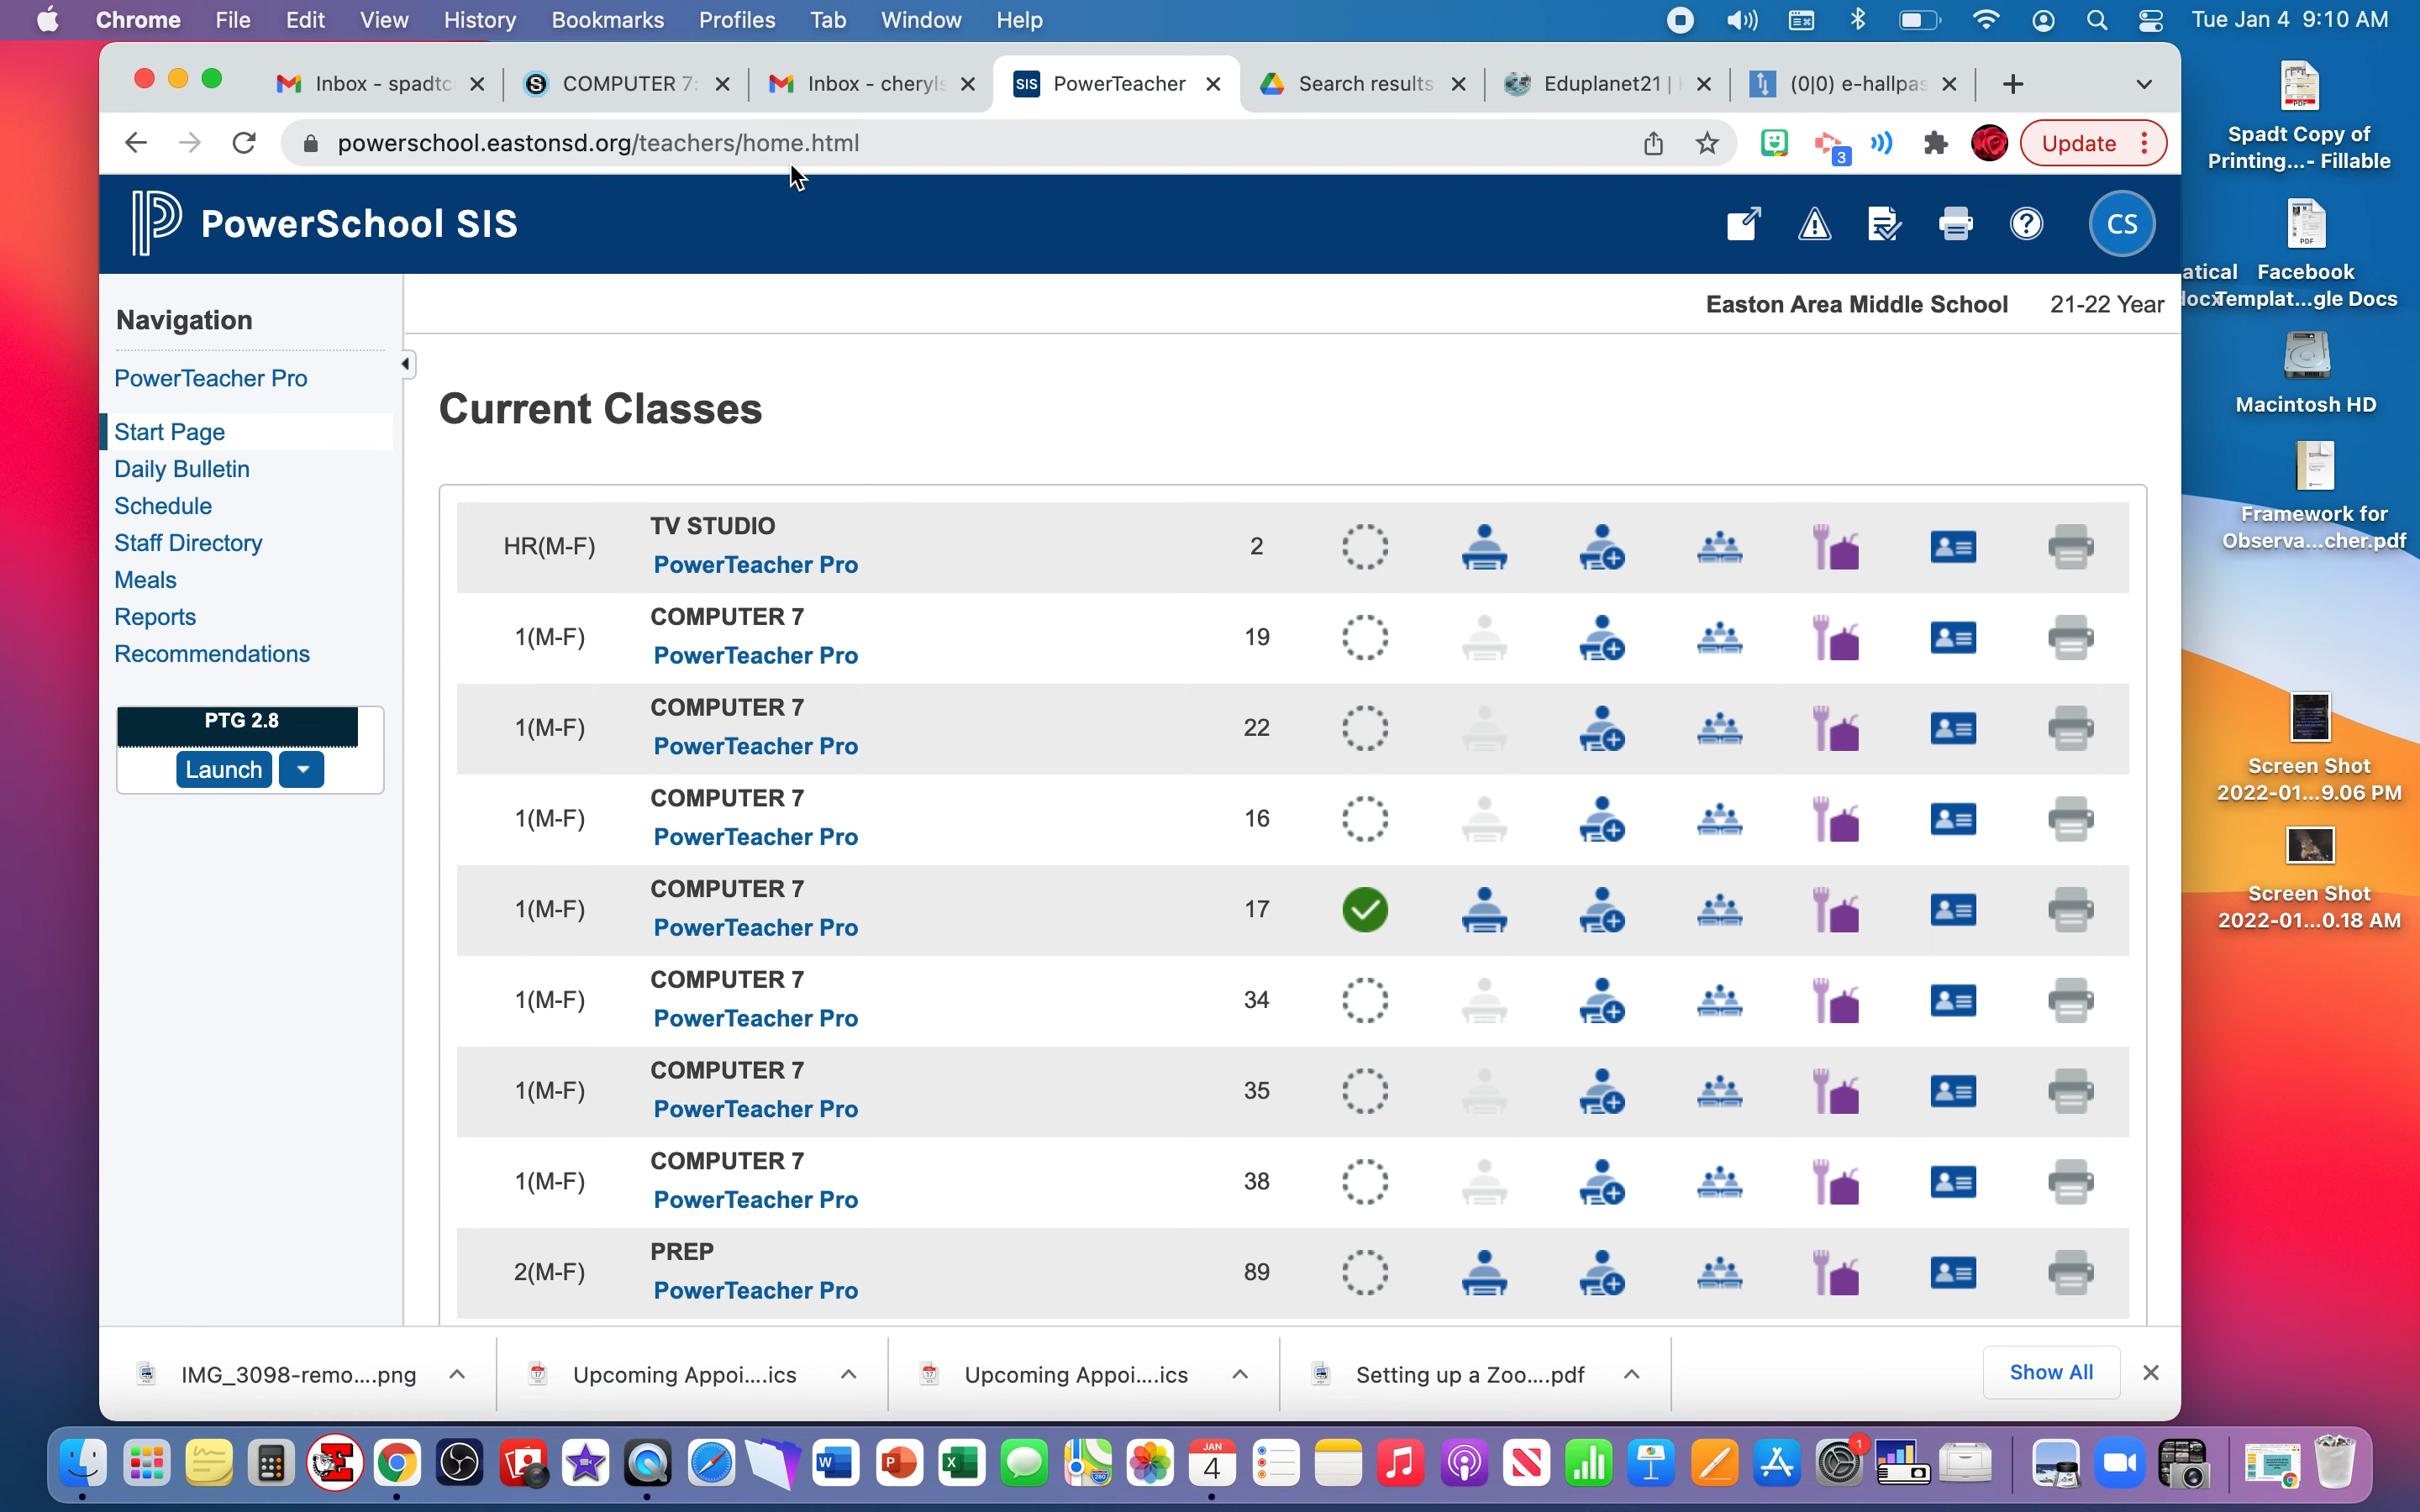 Chrome File Edit View History Bookmarks Profiles Tab Window Help Tue Jan 4 9:10 AM
Inbox - spadtc COMPUTER 7: Inbox - cheryls PowerTeacher Search results Eduplanet21 | (0|0) e-hallpas
SIS
powerschool.eastonsd.org/teachers/home.html
3
Update
PowerSchool SIS
CS
Easton Area Middle School 21-22 Year
Navigation
PowerTeacher Pro
Start Page
Daily Bulletin
Schedule
Staff Directory
Meals
Reports
Recommendations
PTG 2.8
Launch
Current Classes
HR(M-F) TV STUDIO 2
PowerTeacher Pro
1(M-F) COMPUTER 7 19
PowerTeacher Pro
1(M-F) COMPUTER 7 22
PowerTeacher Pro
1(M-F) COMPUTER 7 16
PowerTeacher Pro
1(M-F) COMPUTER 7 17
PowerTeacher Pro
1(M-F) COMPUTER 7 34
PowerTeacher Pro
1(M-F) COMPUTER 7 35
PowerTeacher Pro
1(M-F) COMPUTER 7 38
PowerTeacher Pro
2(M-F) PREP 89
PowerTeacher Pro
IMG_3098-remo....png Upcoming Appoi....ics Upcoming Appoi....ics Setting up a Zoo....pdf Show All
Spadt Copy of
Printing...- Fillable
atical Facebook
docx Templat...gle Docs
Macintosh HD
Framework for
Observa...cher.pdf
Screen Shot
2022-01...9.06 PM
Screen Shot
2022-01...0.18 AM
JAN
4
1